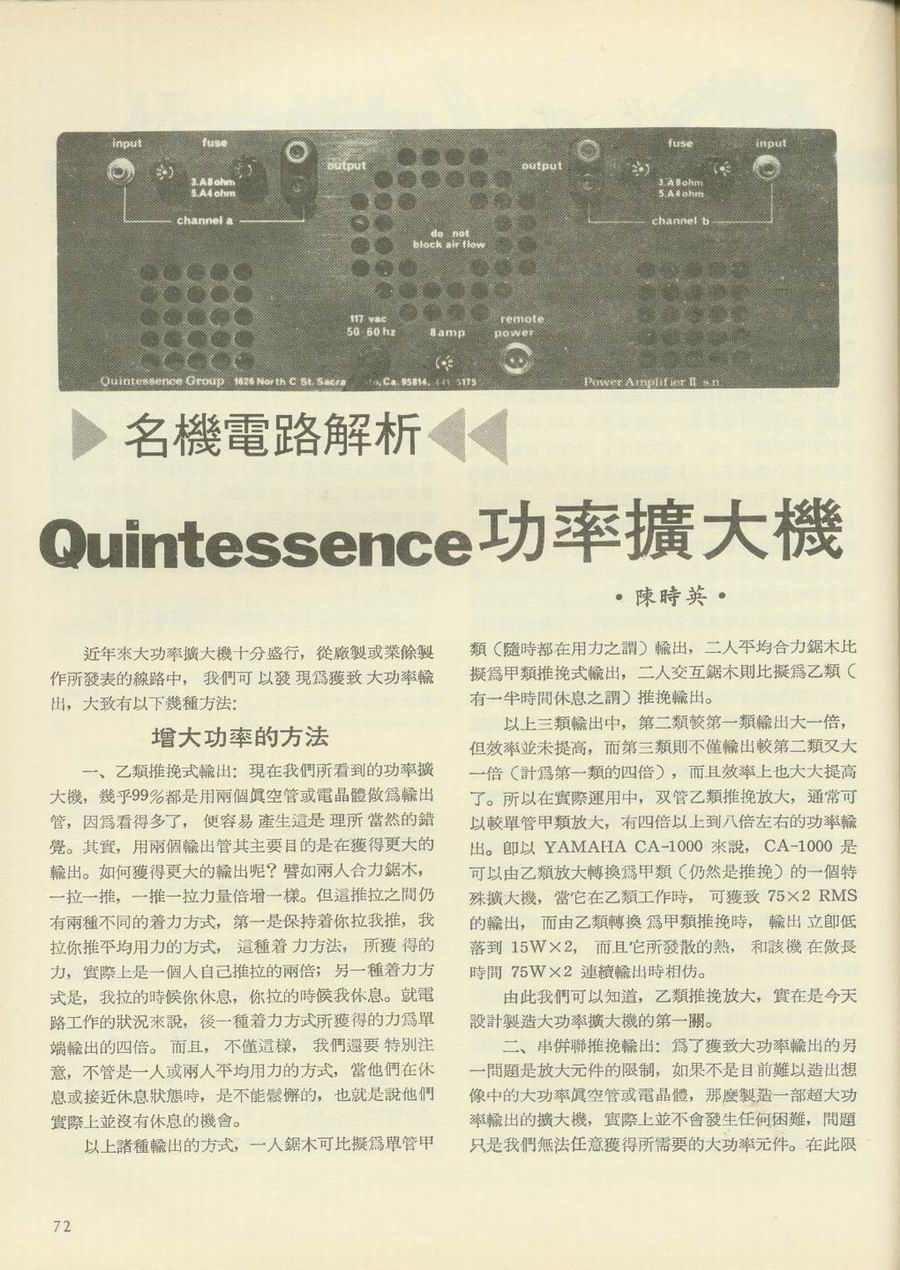 input
fuse
output
output
fuse
input
3.A8ohm
5.A4ohm
3.A8ohm
5.A4ohm
channel a
channel b
do not
block air flow
117 vac
50 60 hz
8 amp
remote
power
Quintessence Group 1626 North C St. Sacra , Ca. 95814, 5175
Power Amplifier II s n
名機電路解析
Quintessence功率擴大機
•陳時英•
近年來大功率擴大機十分盛行，從廠製或業餘製
作所發表的線路中，我們可以發現爲獲致大功率輸
出，大致有以下幾種方法:
增大功率的方法
一、乙類推挽式輸出：現在我們所看到的功率擴
大機，幾乎99%都是用兩個眞空管或電晶體做爲輸出
管，因爲看得多了，便容易產生這是理所當然的錯
覺。其實，用兩個輸出管其主要目的是在獲得更大的
輸出。如何獲得更大的輸出呢？譬如兩人合力鋸木，
一拉一推，一推一拉力量倍增一樣。但這推拉之間仍
有兩種不同的着力方式，第一是保持着你拉我推，我
拉你推平均用力的方式，這種着力方法，所獲得的
力，實際上是一個人自己推拉的兩倍；另一種着力方
式是，我拉的時候你休息，你拉的時候我休息。就電
路工作的狀況來說，後一種着力方式所獲得的力爲單
端輸出的四倍。而且，不僅這樣，我們還要特別注
意，不管是一人或兩人平均用力的方式，當他們在休
息或接近休息狀態時，是不能鬆懈的，也就是說他們
實際上並沒有休息的機會。
以上諸種輸出的方式，一人鋸木可比擬爲單管甲
類（隨時都在用力之謂）輸出，二人平均合力鋸木比
擬爲甲類推挽式輸出，二人交互鋸木則比擬爲乙類（
有一半時間休息之謂）推挽輸出。
以上三類輸出中，第二類較第一類輸出大一倍，
但效率並未提高，而第三類則不僅輸出較第二類又大
一倍（計爲第一類的四倍），而且效率上也大大提高
了。所以在實際運用中，双管乙類推挽放大，通常可
以較單管甲類放大，有四倍以上到八倍左右的功率輸
出。卽以 YAMAHA CA-1000 來說，CA-1000 是
可以由乙類放大轉換爲甲類（仍然是推挽）的一個特
殊擴大機，當它在乙類工作時，可獲致 75×2 RMS
的輸出，而由乙類轉換爲甲類推挽時，輸出立卽低
落到 15W×2，而且它所發散的熱，和該機在做長
時間 75W×2 連續輸出時相仿。
由此我們可以知道，乙類推挽放大，實在是今天
設計製造大功率擴大機的第一關。
二、串併聯推挽輸出：爲了獲致大功率輸出的另
一問題是放大元件的限制，如果不是目前難以造出想
像中的大功率眞空管或電晶體，那麼製造一部超大功
率輸出的擴大機，實際上並不會發生任何困難，問題
只是我們無法任意獲得所需要的大功率元件。在此限
72